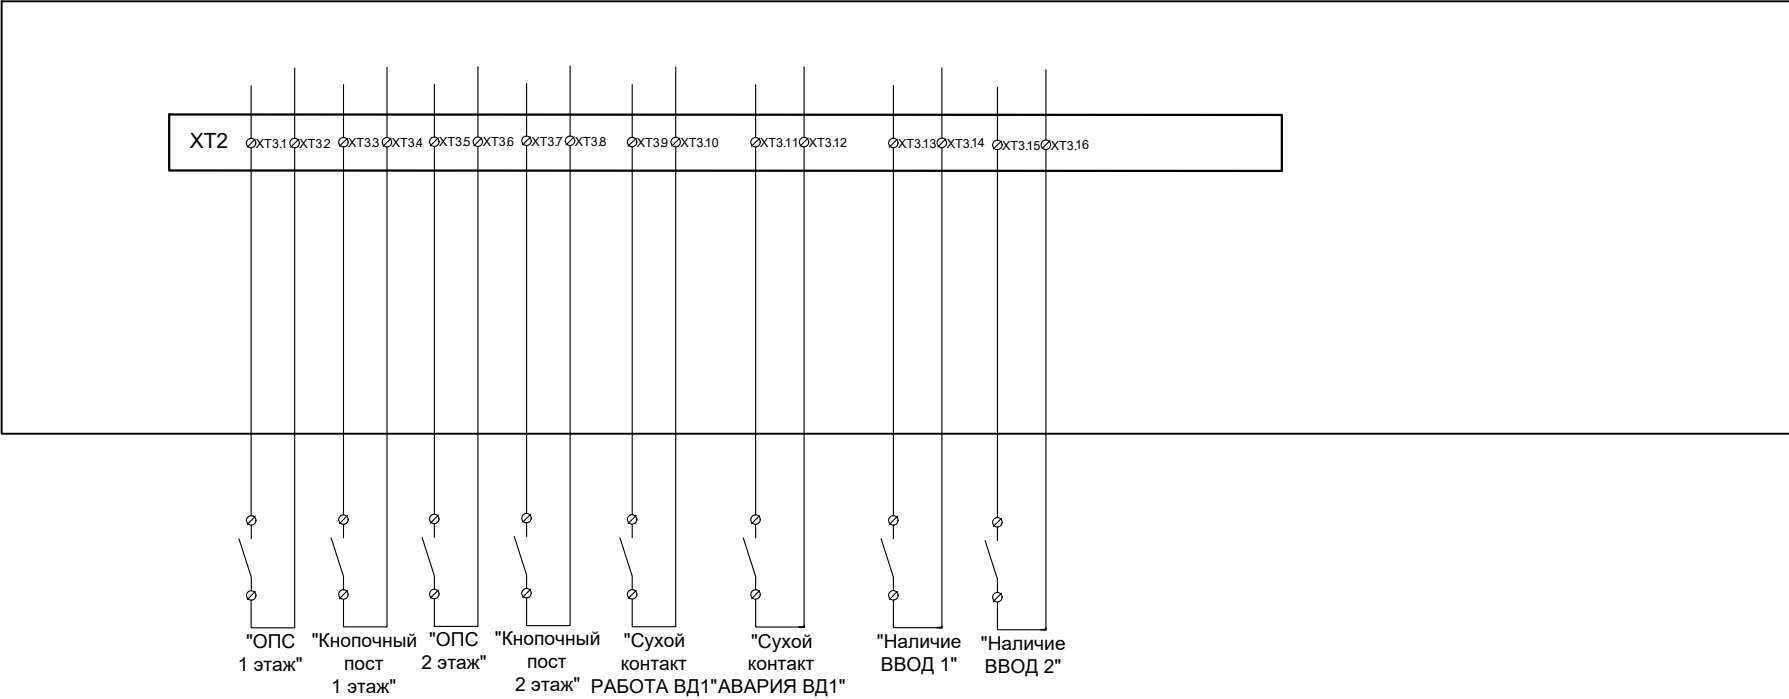 XT2 XT3.1 XT3.2 XT3.3 XT3.4 XT3.5 XT3.6 XT3.7 XT3.8 XT3.9 XT3.10 XT3.11 XT3.12 XT3.13 XT3.14 XT3.15 XT3.16
"ОПС
1 этаж"
"Кнопочный
пост
1 этаж"
"ОПС
2 этаж"
"Кнопочный
пост
2 этаж"
"Сухой
контакт
РАБОТА ВД1"
"Сухой
контакт
АВАРИЯ ВД1"
"Наличие
ВВОД 1"
"Наличие
ВВОД 2"